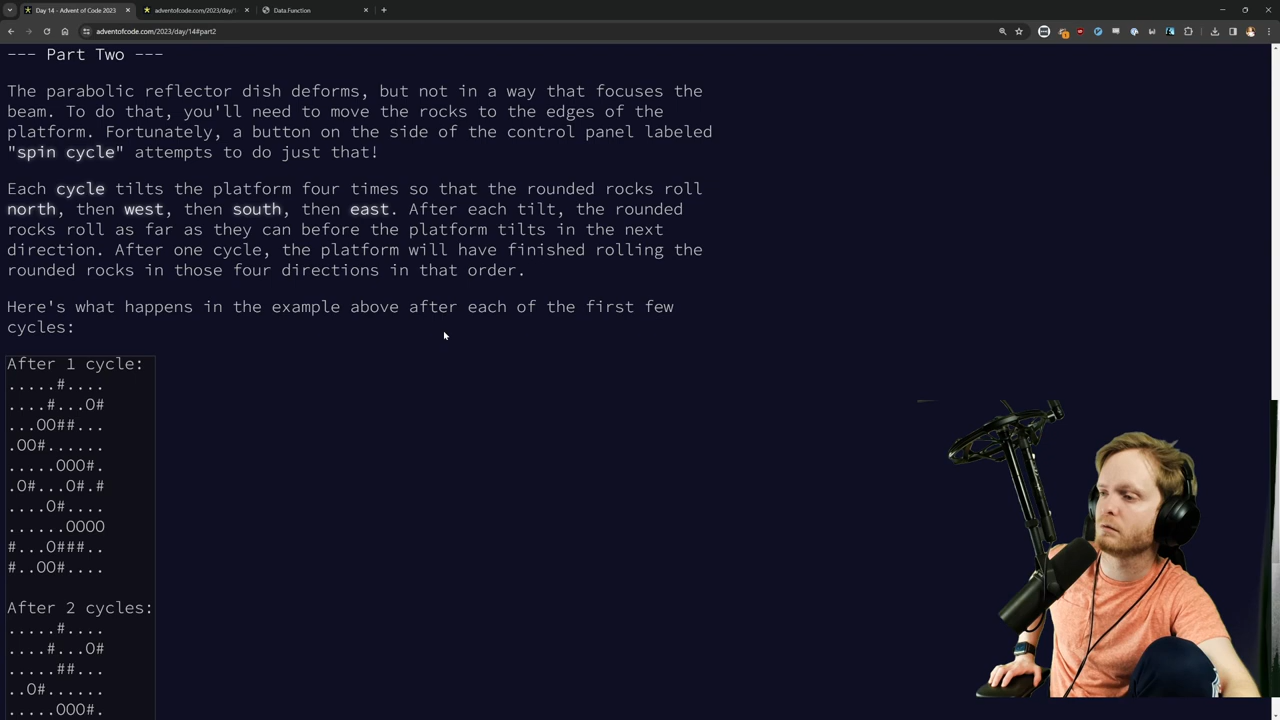 Day 14 - Advent of Code 2023
adventofcode.com/2023/day/1
Data.Function
adventofcode.com/2023/day/14#part2
--- Part Two ---
The parabolic reflector dish deforms, but not in a way that focuses the
beam. To do that, you'll need to move the rocks to the edges of the
platform. Fortunately, a button on the side of the control panel labeled
"spin cycle" attempts to do just that!
Each cycle tilts the platform four times so that the rounded rocks roll
north, then west, then south, then east. After each tilt, the rounded
rocks roll as far as they can before the platform tilts in the next
direction. After one cycle, the platform will have finished rolling the
rounded rocks in those four directions in that order.
Here's what happens in the example above after each of the first few
cycles:
After 1 cycle:
.....#....
....#...O#
...OO##...
.OO#......
.....OOO#.
.O#...O#.#
....O#....
......OOOO
#...O###..
#..OO#....
After 2 cycles:
.....#....
....#...O#
.....##...
..O#......
.....OOO#.